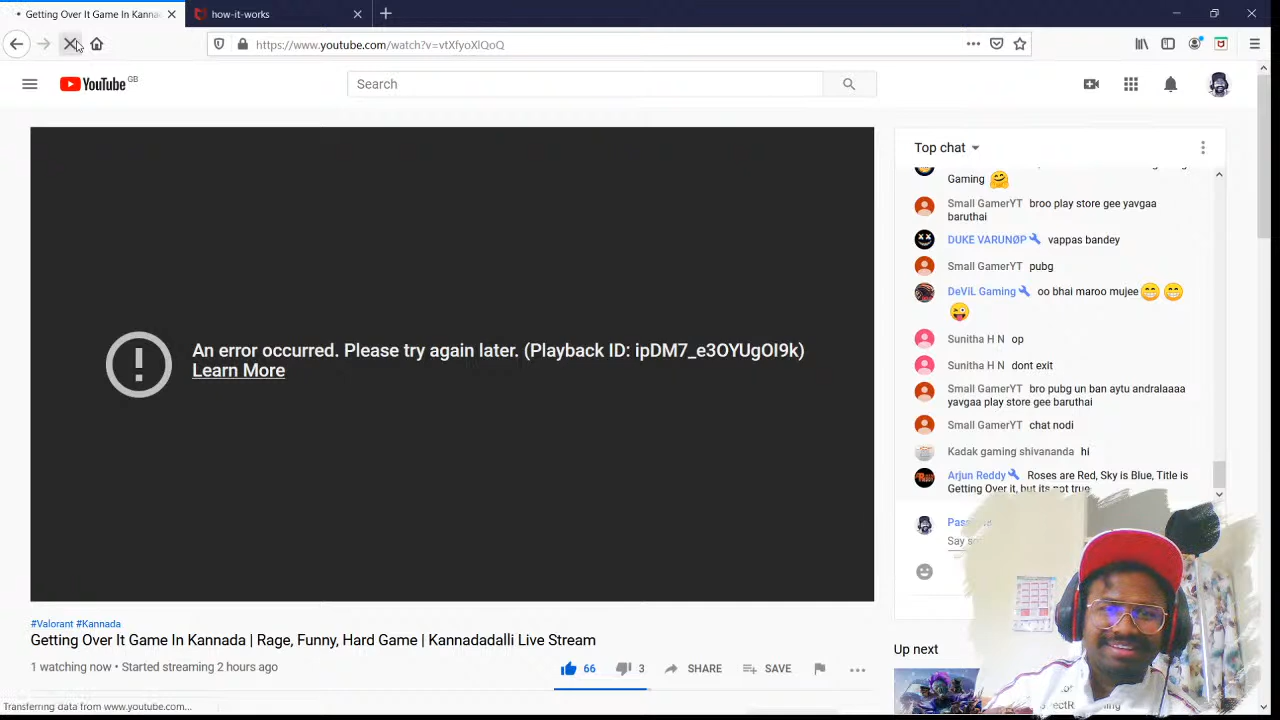 Getting Over It Game In Kanna
how-it-works
https://www.youtube.com/watch?v=vtXfyoXlQoQ
YouTube GB
Search
Top chat
Gaming 🤗
Small GamerYT broo play store gee yavgaa
baruthai
DUKE VARUNØP vappas bandey
Small GamerYT pubg
DeViL Gaming oo bhai maroo mujee 😁 😁
😜
Sunitha H N op
Sunitha H N dont exit
Small GamerYT bro pubg un ban aytu andralaaaa
yavgaa play store gee baruthai
Small GamerYT chat nodi
Kadak gaming shivananda hi
Arjun Reddy Roses are Red, Sky is Blue, Title is
Getting Over it, but its not true
An error occurred. Please try again later. (Playback ID: ipDM7_e3OYUgOI9k)
Learn More
Say
#Valorant #Kannada
Getting Over It Game In Kannada | Rage, Funny, Hard Game | Kannadadalli Live Stream
1 watching now • Started streaming 2 hours ago
66
3
SHARE
SAVE
Up next
Transferring data from www.youtube.com...